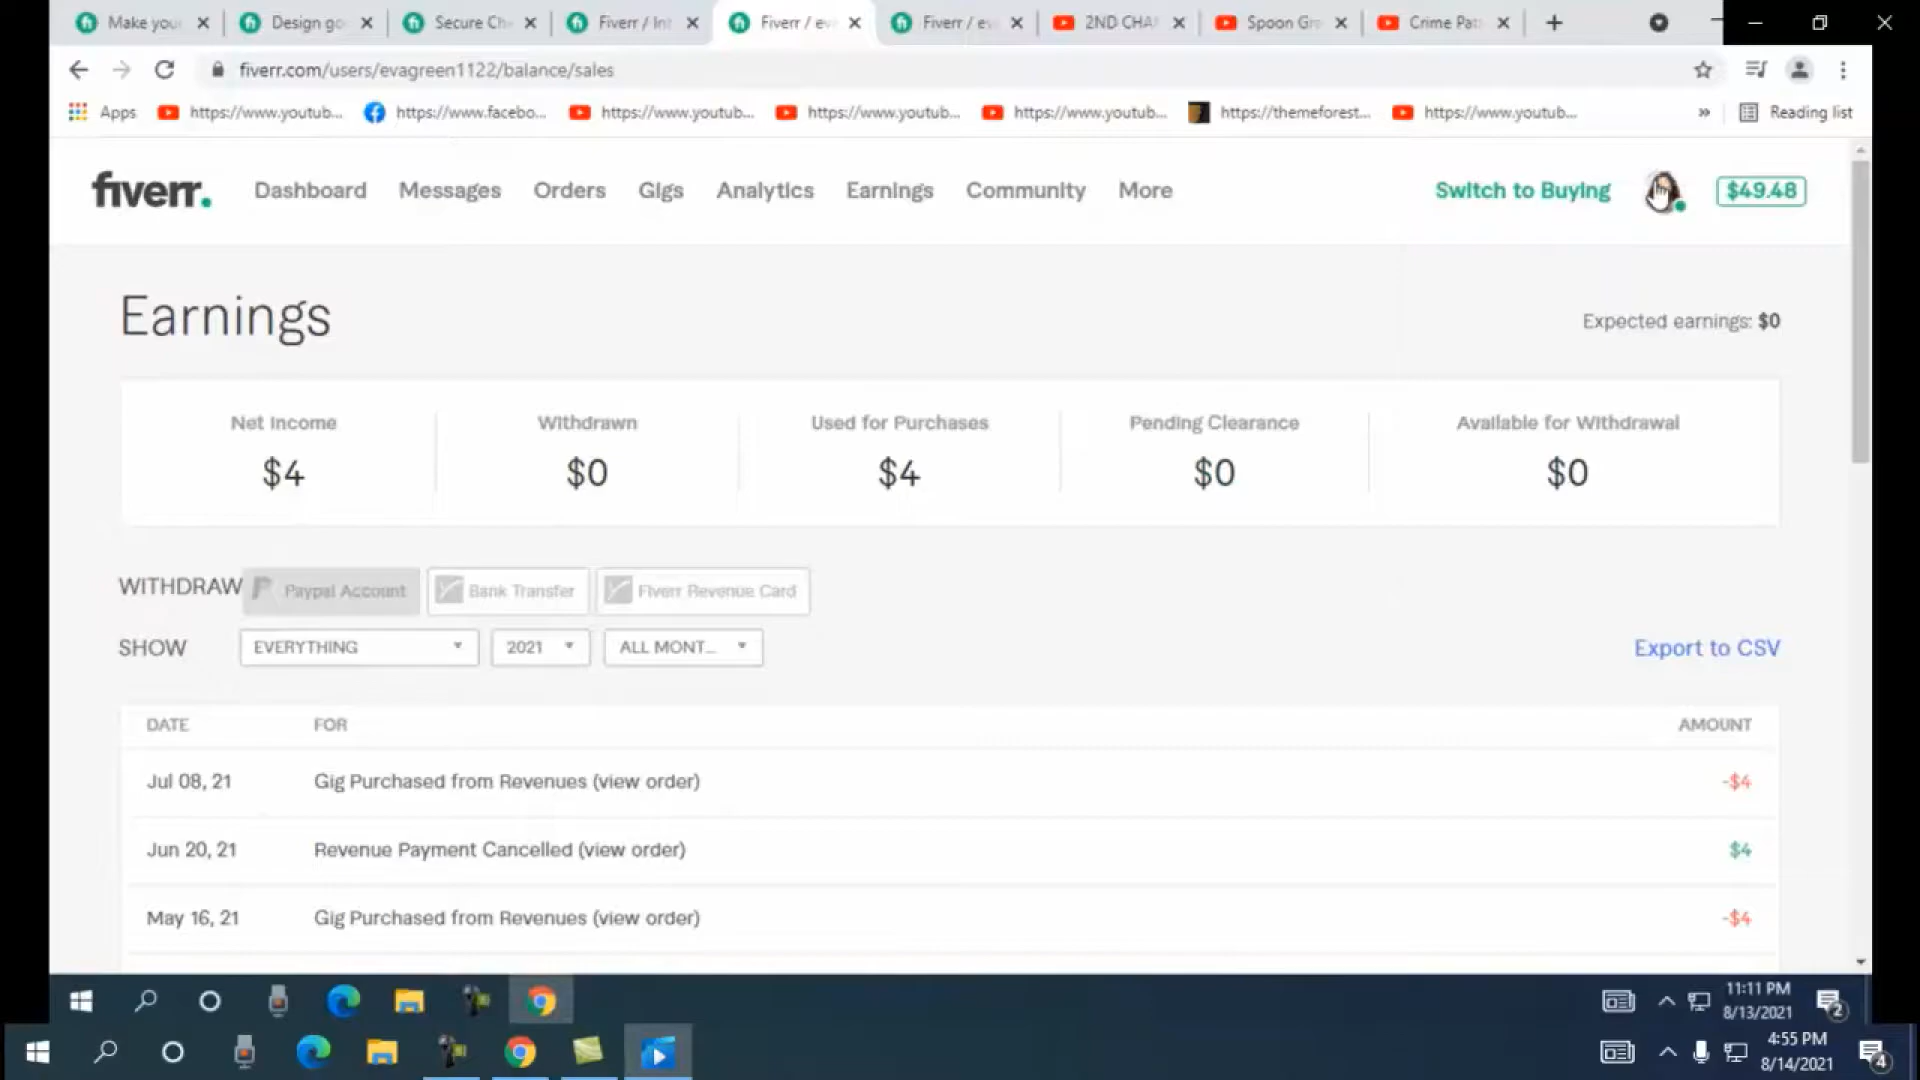 Make you
Design go
Secure Ch
Fiverr / Int
Fiverr / ev
Fiverr / ev
2ND CHA
Spoon Gr
Crime Pat
fiverr.com/users/evagreen1122/balance/sales
Apps
https://www.youtub...
https://www.facebo...
https://www.youtub...
https://www.youtub...
https://www.youtub...
https://themeforest...
https://www.youtub...
»
Reading list
fiverr.
Dashboard
Messages
Orders
Gigs
Analytics
Earnings
Community
More
Switch to Buying
$49.48
Earnings
Expected earnings: $0
Net Income
Withdrawn
Used for Purchases
Pending Clearance
Available for Withdrawal
$4
$0
$4
$0
$0
WITHDRAW
Paypal Account
Bank Transfer
Fiverr Revenue Card
SHOW
EVERYTHING
2021
ALL MONT...
Export to CSV
DATE
FOR
AMOUNT
Jul 08, 21
Gig Purchased from Revenues (view order)
-$4
Jun 20, 21
Revenue Payment Cancelled (view order)
$4
May 16, 21
Gig Purchased from Revenues (view order)
-$4
11:11 PM
8/13/2021
2
4:55 PM
8/14/2021
4